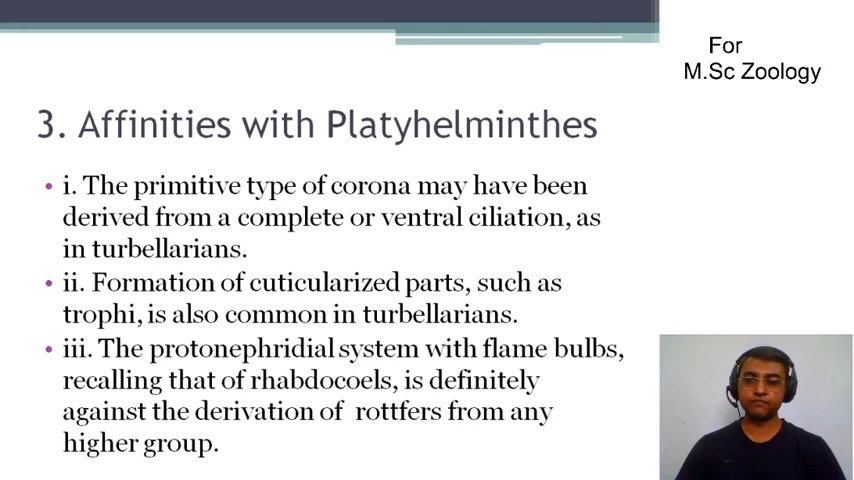 For
M.Sc Zoology
3. Affinities with Platyhelminthes
• i. The primitive type of corona may have been
derived from a complete or ventral ciliation, as
in turbellarians.
• ii. Formation of cuticularized parts, such as
trophi, is also common in turbellarians.
• iii. The protonephridial system with flame bulbs,
recalling that of rhabdocoels, is definitely
against the derivation of rottfers from any
higher group.